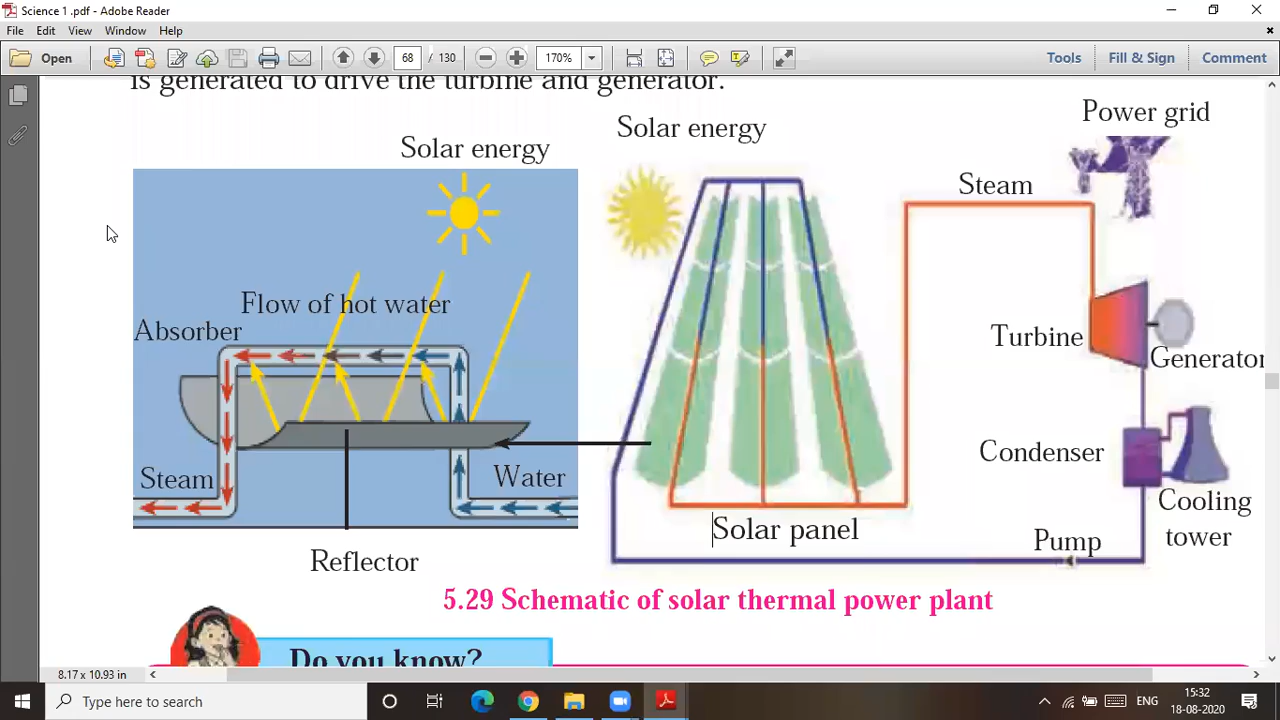 Science 1 .pdf - Adobe Reader
File Edit View Window Help
Open 68 / 130 170% Tools Fill & Sign Comment
is generated to drive the turbine and generator.
Solar energy
Flow of hot water
Absorber
Steam
Water
Reflector
Solar energy
Power grid
Steam
Turbine
Generator
Condenser
Cooling
tower
Solar panel
Pump
5.29 Schematic of solar thermal power plant
Do you know?
8.17 x 10.93 in
Type here to search
ENG
15:32
18-08-2020